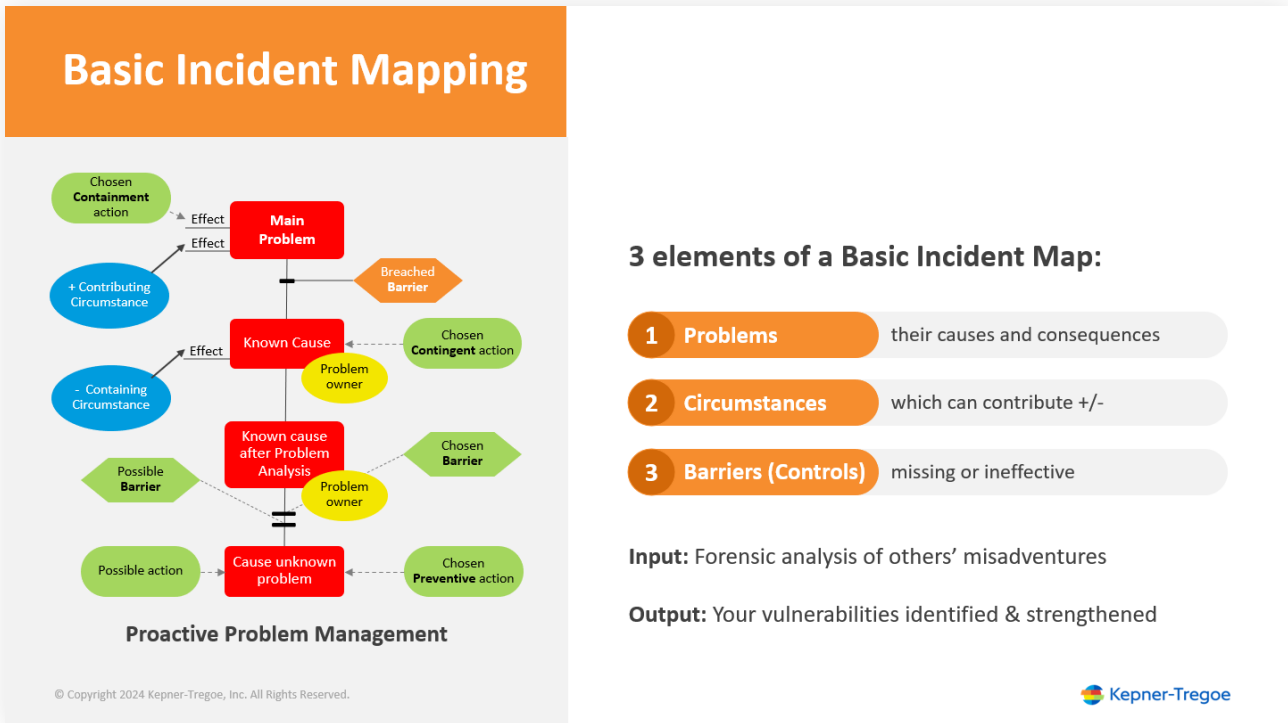 Basic Incident Mapping
Chosen
Containment
action
Effect
Effect
Main
Problem
+ Contributing
Circumstance
Breached
Barrier
Known Cause
Chosen
Contingent action
Effect
Problem
owner
- Containing
Circumstance
Known cause
after Problem
Analysis
Chosen
Barrier
Possible
Barrier
Problem
owner
Possible action
Cause unknown
problem
Chosen
Preventive action
Proactive Problem Management
© Copyright 2024 Kepner-Tregoe, Inc. All Rights Reserved.
3 elements of a Basic Incident Map:
1 Problems their causes and consequences
2 Circumstances which can contribute +/-
3 Barriers (Controls) missing or ineffective
Input: Forensic analysis of others’ misadventures
Output: Your vulnerabilities identified & strengthened
Kepner-Tregoe